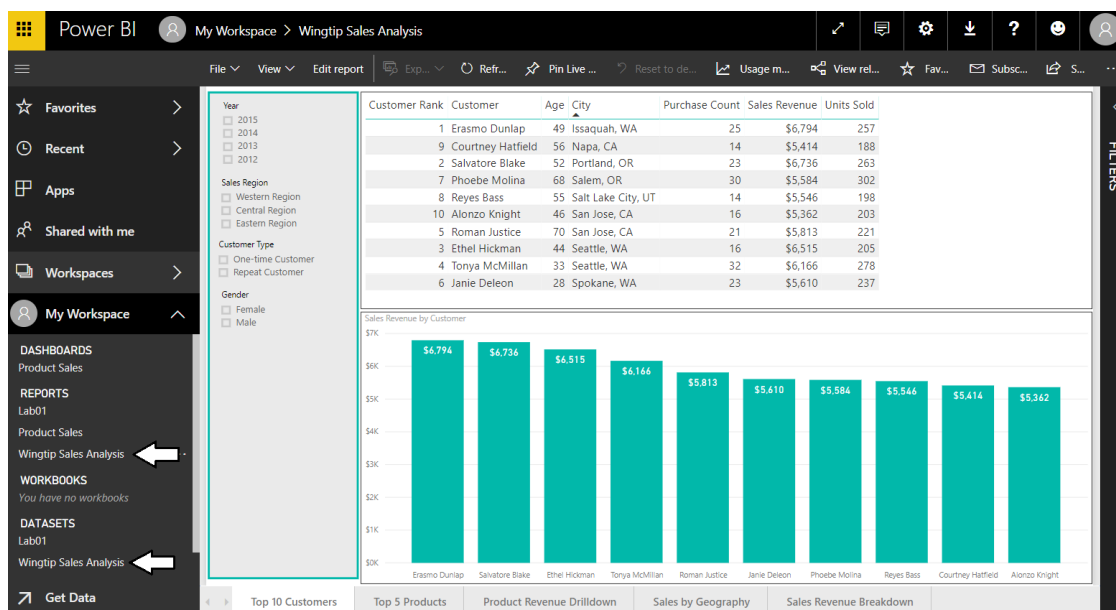 Power BI My Workspace > Wingtip Sales Analysis ?
File View Edit report Exp... Refr... Pin Live ... Reset to de... Usage m... View rel... Fav... Subsc... S... ...
Favorites
Recent
Apps
Shared with me
Workspaces
My Workspace
DASHBOARDS
Product Sales
REPORTS
Lab01
Product Sales
Wingtip Sales Analysis
WORKBOOKS
You have no workbooks
DATASETS
Lab01
Wingtip Sales Analysis
Get Data
Year
2015
2014
2013
2012
Sales Region
Western Region
Central Region
Eastern Region
Customer Type
One-time Customer
Repeat Customer
Gender
Female
Male
Customer Rank Customer Age City Purchase Count Sales Revenue Units Sold
1 Erasmo Dunlap 49 Issaquah, WA 25 $6,794 257
9 Courtney Hatfield 56 Napa, CA 14 $5,414 188
2 Salvatore Blake 52 Portland, OR 23 $6,736 263
7 Phoebe Molina 68 Salem, OR 30 $5,584 302
8 Reyes Bass 55 Salt Lake City, UT 14 $5,546 198
10 Alonzo Knight 46 San Jose, CA 16 $5,362 203
5 Roman Justice 70 San Jose, CA 21 $5,813 221
3 Ethel Hickman 44 Seattle, WA 16 $6,515 205
4 Tonya McMillan 33 Seattle, WA 32 $6,166 278
6 Janie Deleon 28 Spokane, WA 23 $5,610 237
Sales Revenue by Customer
$7K
$6K
$5K
$4K
$3K
$2K
$1K
$0K
$6,794 $6,736 $6,515 $6,166 $5,813 $5,610 $5,584 $5,546 $5,414 $5,362
Erasmo Dunlap Salvatore Blake Ethel Hickman Tonya McMillan Roman Justice Janie Deleon Phoebe Molina Reyes Bass Courtney Hatfield Alonzo Knight
Top 10 Customers Top 5 Products Product Revenue Drilldown Sales by Geography Sales Revenue Breakdown
FILTERS